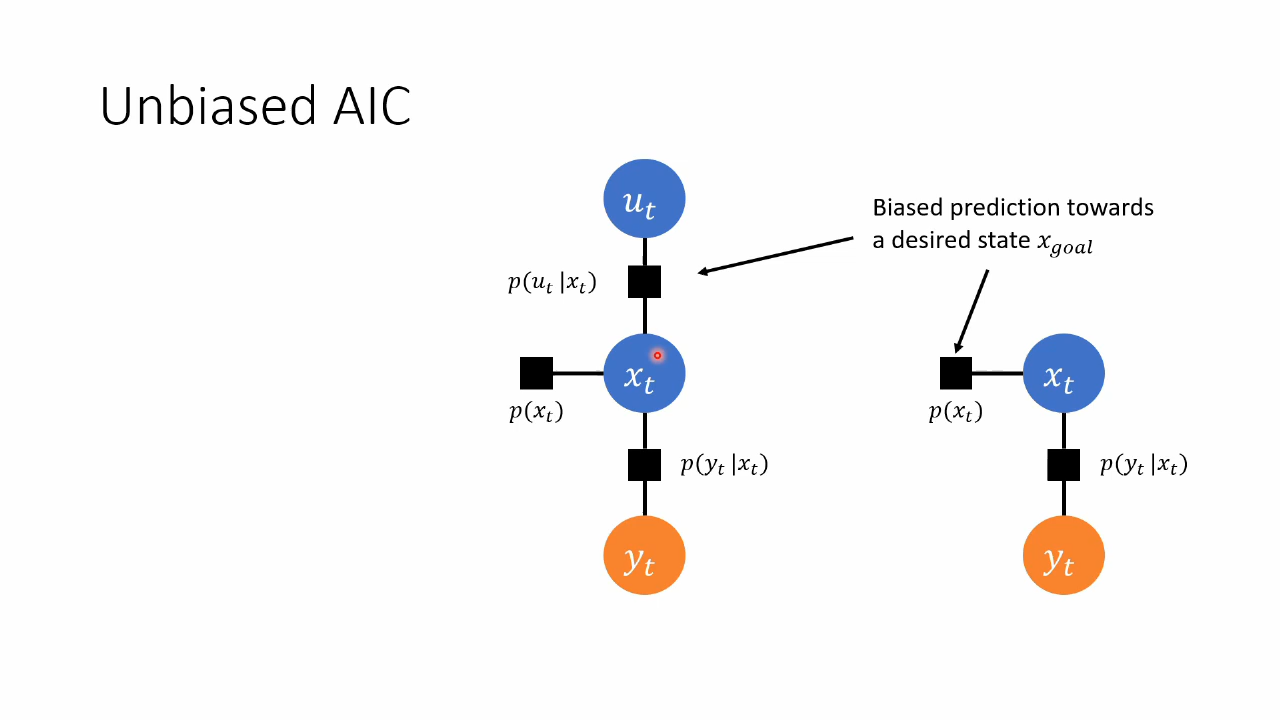 Unbiased AIC
u_t
Biased prediction towards
a desired state x_goal
p(u_t |x_t)
x_t
x_t
p(x_t)
p(x_t)
p(y_t |x_t)
p(y_t |x_t)
y_t
y_t